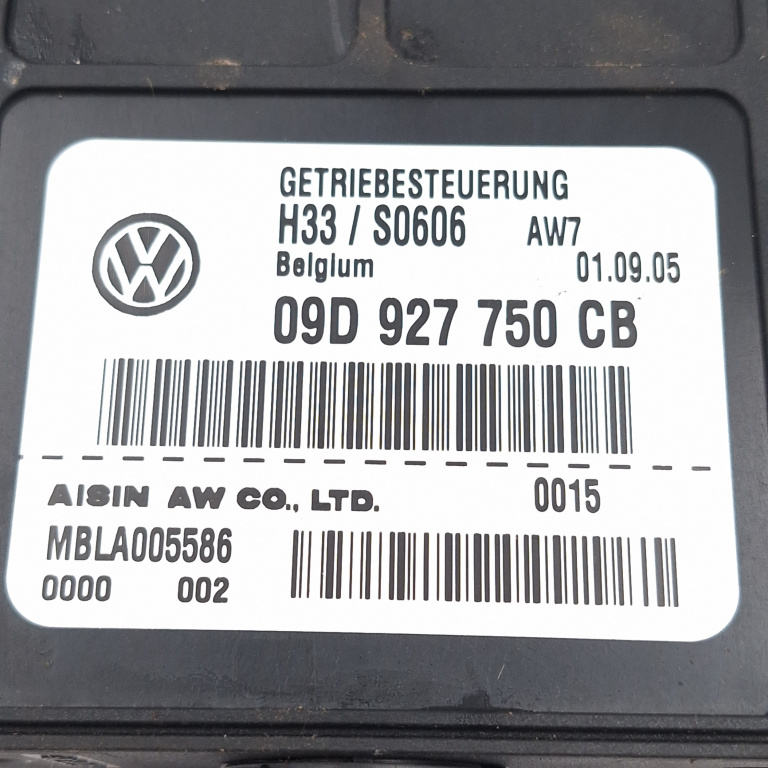 GETRIEBESTEUERUNG
H33 / S0606 AW7
Belgium 01.09.05
09D 927 750 CB
AISIN AW CO., LTD. 0015
MBLA005586
0000 002